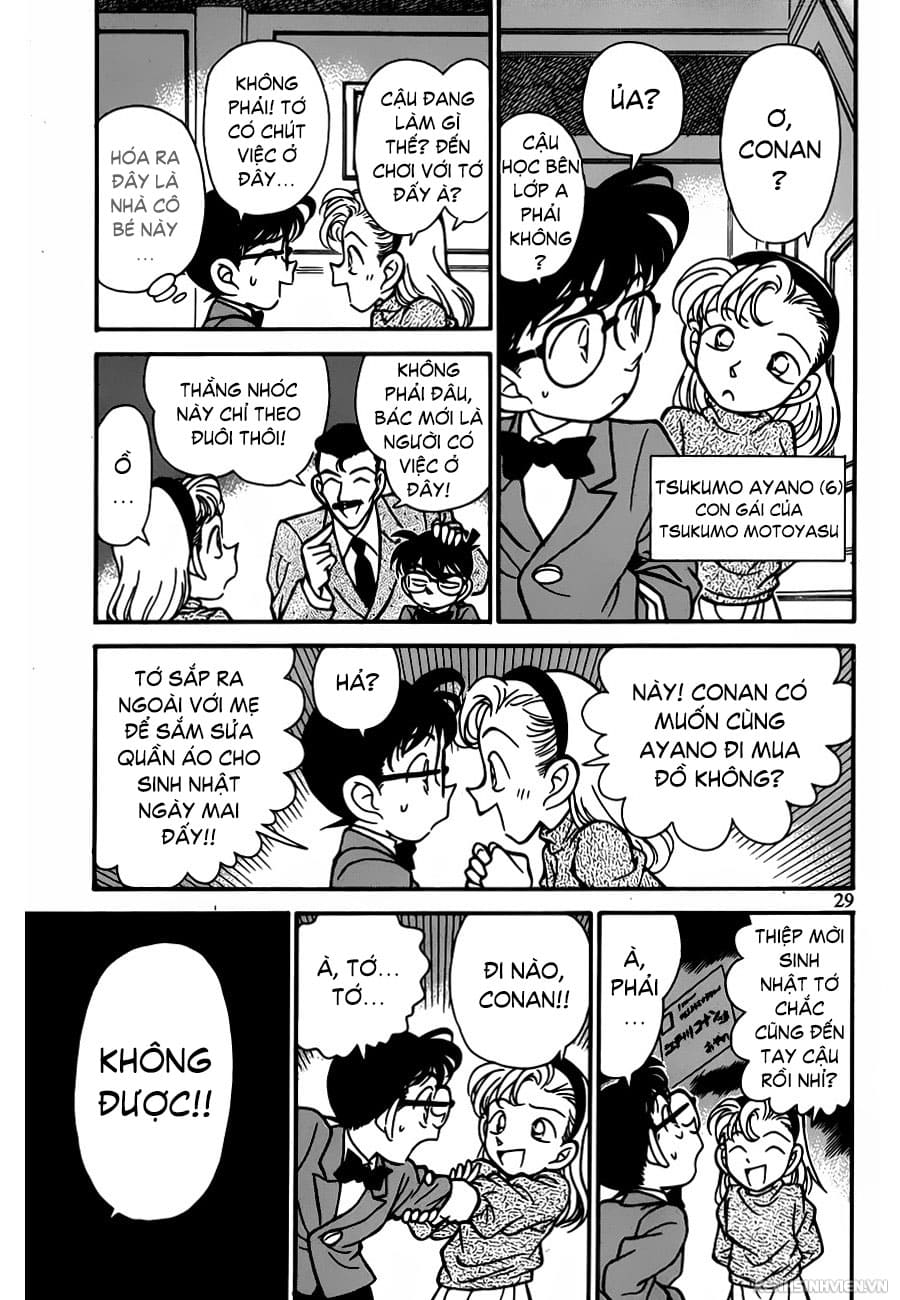 Ơ,
CONAN
?
ỦA?
CẬU
HỌC BÊN
LỚP A
PHẢI
KHÔNG
?
TSUKUMO AYANO (6)
CON GÁI CỦA
TSUKUMO MOTOYASU
CẬU ĐANG
LÀM GÌ
THẾ? ĐẾN
CHƠI VỚI TỚ
ĐẤY À?
KHÔNG
PHẢI! TỚ
CÓ CHÚT
VIỆC Ở
ĐÂY...
HÓA RA
ĐÂY LÀ
NHÀ CÔ
BÉ NÀY
...
KHÔNG
PHẢI ĐÂU,
BÁC MỚI LÀ
NGƯỜI CÓ
VIỆC Ở
ĐÂY!
THẰNG NHÓC
NÀY CHỈ THEO
ĐUÔI THÔI!
Ồ
...
NÀY! CONAN CÓ
MUỐN CÙNG
AYANO ĐI MUA
ĐỒ KHÔNG?
HẢ?
TỚ SẮP RA
NGOÀI VỚI MẸ
ĐỂ SẮM SỬA
QUẦN ÁO CHO
SINH NHẬT
NGÀY MAI
ĐẤY!!
29
THIỆP MỜI
SINH
NHẬT TỚ
CHẮC
CŨNG ĐẾN
TAY CẬU
RỒI NHỈ?
À,
PHẢI
...
ĐI NÀO,
CONAN!!
À, TỚ...
TỚ...
KHÔNG
ĐƯỢC!!